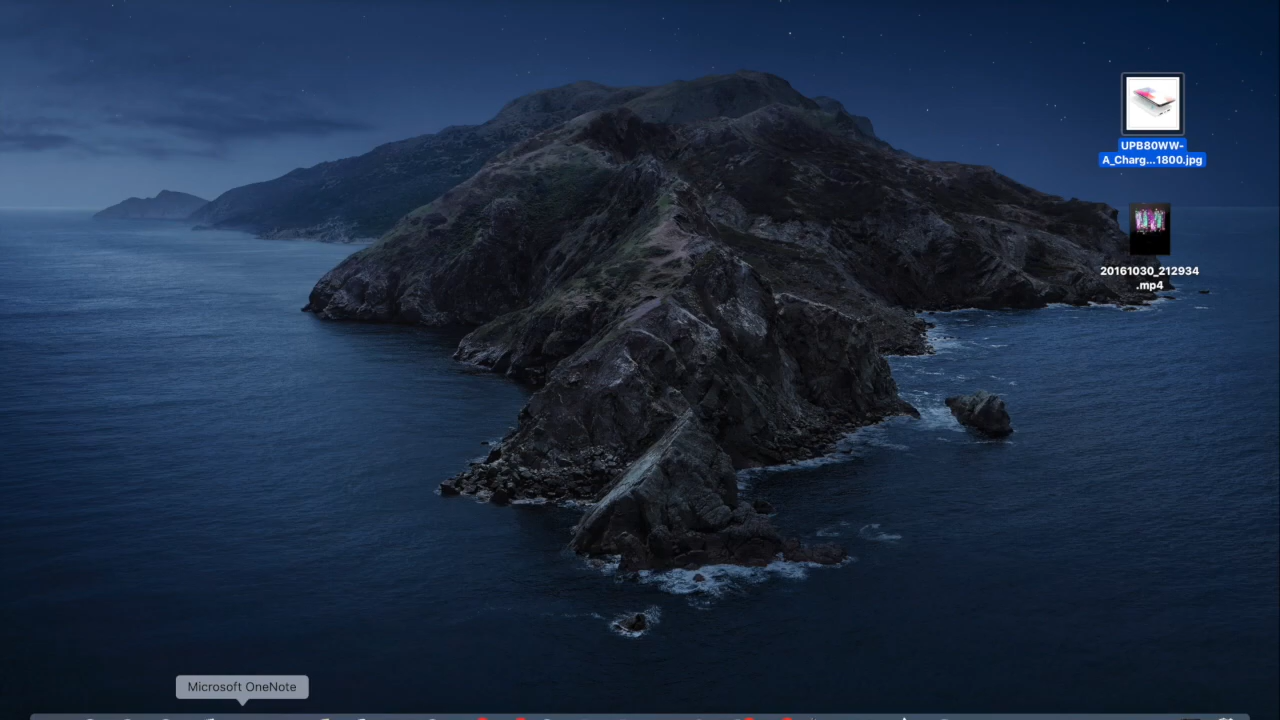 UPB80WW-
A_Charg...1800.jpg
20161030_212934
.mp4
Microsoft OneNote